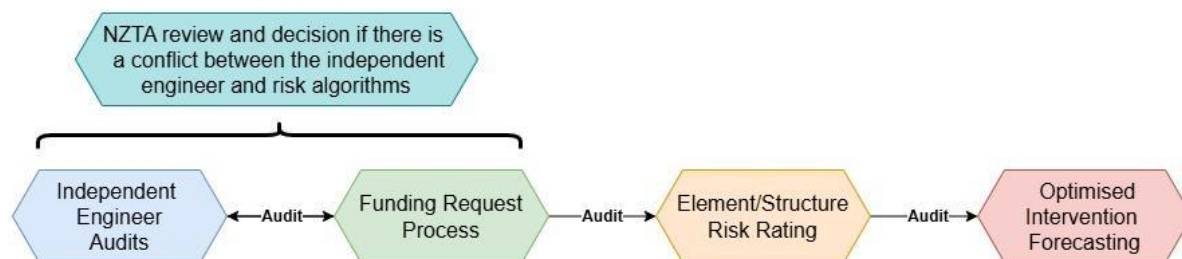 NZTA review and decision if there is
a conflict between the independent
engineer and risk algorithms
Independent
Engineer
Audits
Audit
Funding Request
Process
Audit
Element/Structure
Risk Rating
Audit
Optimised
Intervention
Forecasting